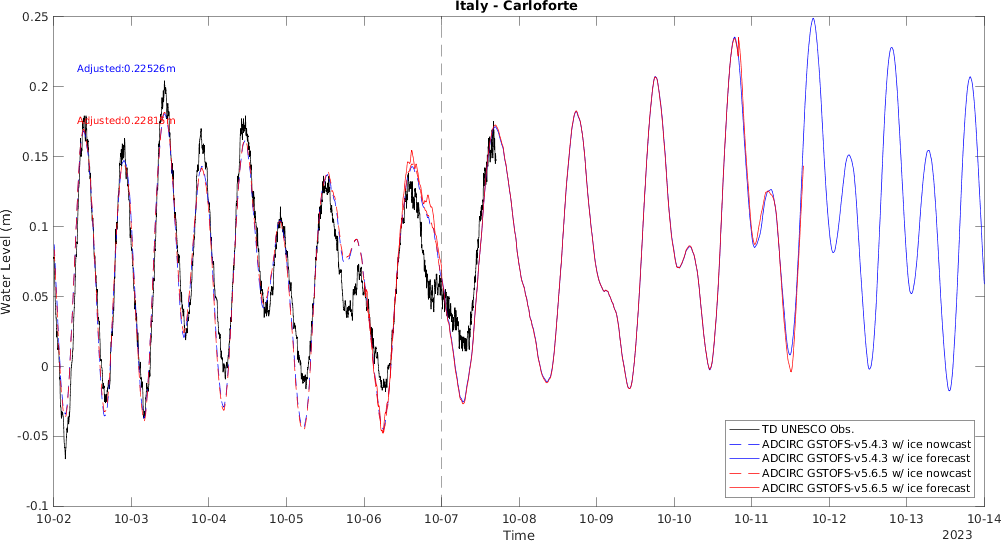 Italy - Carloforte
0.25
0.2
0.15
0.1
0.05
0
-0.05
-0.1
Water Level (m)
Adjusted:0.22526m
Adjusted:0.22815m
TD UNESCO Obs.
ADCIRC GSTOFS-v5.4.3 w/ ice nowcast
ADCIRC GSTOFS-v5.4.3 w/ ice forecast
ADCIRC GSTOFS-v5.6.5 w/ ice nowcast
ADCIRC GSTOFS-v5.6.5 w/ ice forecast
10-02 10-03 10-04 10-05 10-06 10-07 10-08 10-09 10-10 10-11 10-12 10-13 10-14
Time
2023